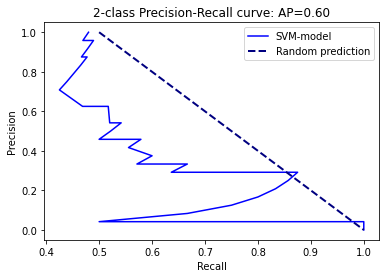 2-class Precision-Recall curve: AP=0.60
SVM-model
Random prediction
Precision
1.0
0.8
0.6
0.4
0.2
0.0
0.4 0.5 0.6 0.7 0.8 0.9 1.0
Recall